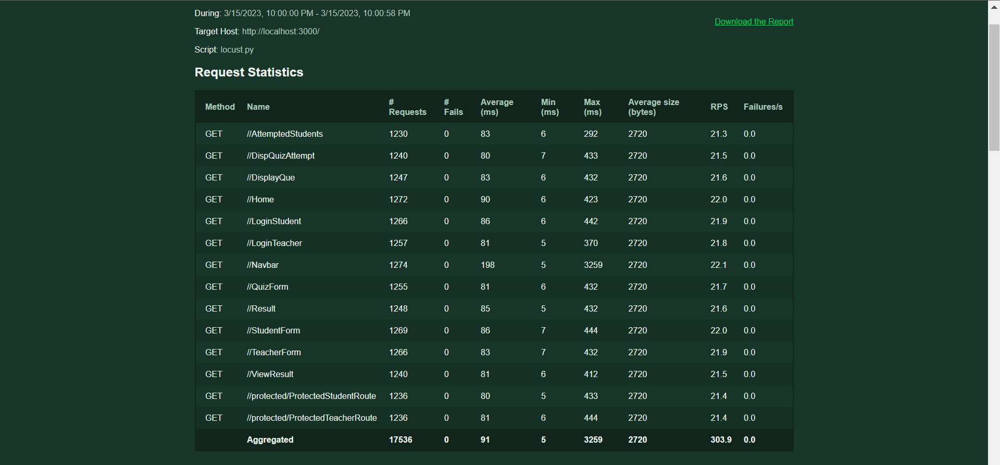 During: 3/15/2023, 10:00:00 PM - 3/15/2023, 10:00:58 PM
Download the Report
Target Host: http://localhost:3000/
Script: locust.py
Request Statistics
Method Name # Requests # Fails Average (ms) Min (ms) Max (ms) Average size (bytes) RPS Failures/s
GET //AttemptedStudents 1230 0 83 6 292 2720 21.3 0.0
GET //DispQuizAttempt 1240 0 80 7 433 2720 21.5 0.0
GET //DisplayQue 1247 0 83 6 432 2720 21.6 0.0
GET //Home 1272 0 90 6 423 2720 22.0 0.0
GET //LoginStudent 1266 0 86 6 442 2720 21.9 0.0
GET //LoginTeacher 1257 0 81 5 370 2720 21.8 0.0
GET //Navbar 1274 0 198 5 3259 2720 22.1 0.0
GET //QuizForm 1255 0 81 6 432 2720 21.7 0.0
GET //Result 1248 0 85 5 432 2720 21.6 0.0
GET //StudentForm 1269 0 86 7 444 2720 22.0 0.0
GET //TeacherForm 1266 0 83 7 432 2720 21.9 0.0
GET //ViewResult 1240 0 81 6 412 2720 21.5 0.0
GET //protected/ProtectedStudentRoute 1236 0 80 5 433 2720 21.4 0.0
GET //protected/ProtectedTeacherRoute 1236 0 81 6 444 2720 21.4 0.0
Aggregated 17536 0 91 5 3259 2720 303.9 0.0